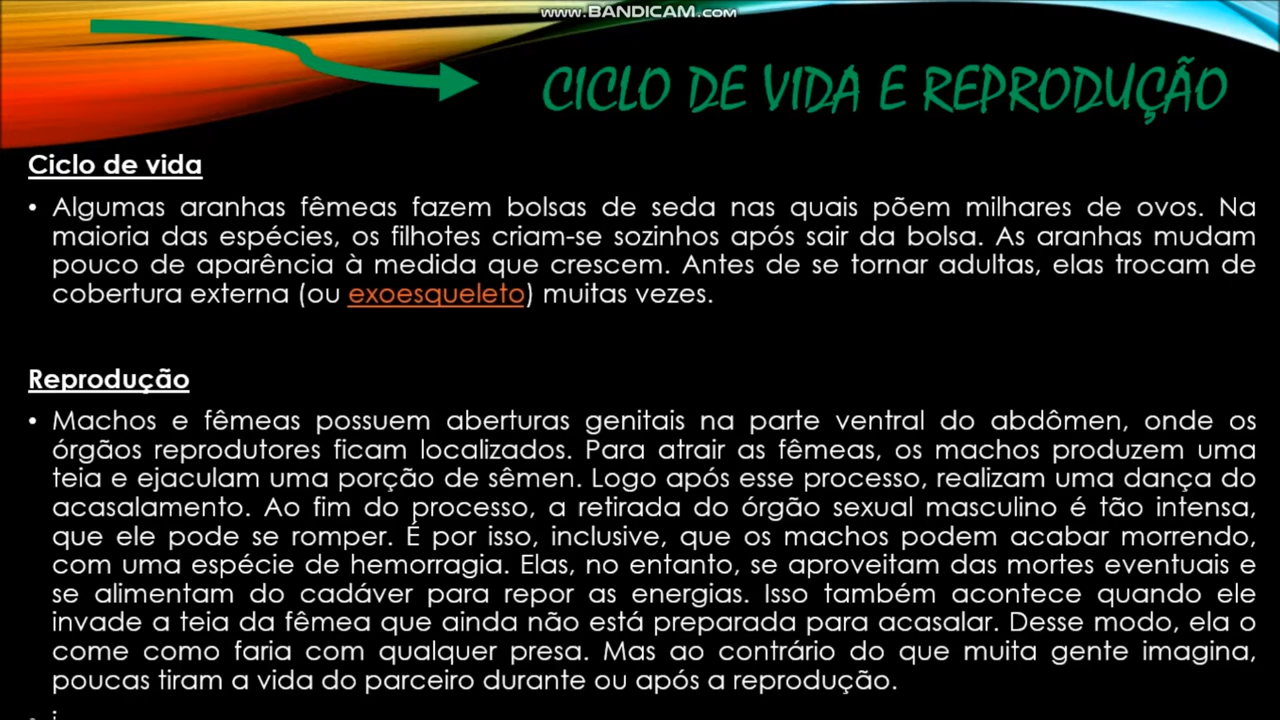 www.BANDICAM.com
CICLO DE VIDA E REPRODUÇÃO
Ciclo de vida
• Algumas aranhas fêmeas fazem bolsas de seda nas quais põem milhares de ovos. Na
maioria das espécies, os filhotes criam-se sozinhos após sair da bolsa. As aranhas mudam
pouco de aparência à medida que crescem. Antes de se tornar adultas, elas trocam de
cobertura externa (ou exoesqueleto) muitas vezes.
Reprodução
• Machos e fêmeas possuem aberturas genitais na parte ventral do abdômen, onde os
órgãos reprodutores ficam localizados. Para atrair as fêmeas, os machos produzem uma
teia e ejaculam uma porção de sêmen. Logo após esse processo, realizam uma dança do
acasalamento. Ao fim do processo, a retirada do órgão sexual masculino é tão intensa,
que ele pode se romper. É por isso, inclusive, que os machos podem acabar morrendo,
com uma espécie de hemorragia. Elas, no entanto, se aproveitam das mortes eventuais e
se alimentam do cadáver para repor as energias. Isso também acontece quando ele
invade a teia da fêmea que ainda não está preparada para acasalar. Desse modo, ela o
come como faria com qualquer presa. Mas ao contrário do que muita gente imagina,
poucas tiram a vida do parceiro durante ou após a reprodução.